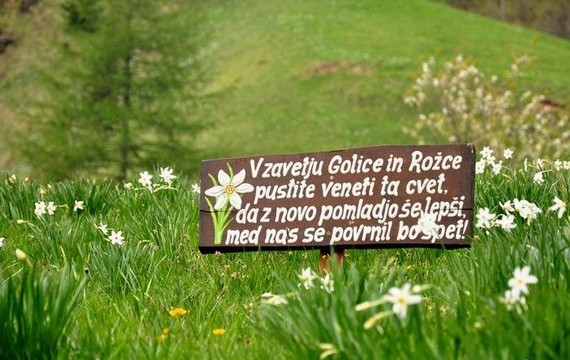 V zavetju Golice in Rožce
pustite veneti ta cvet,
da z novo pomladjo še lepši,
med nas se povrnil bo spet!